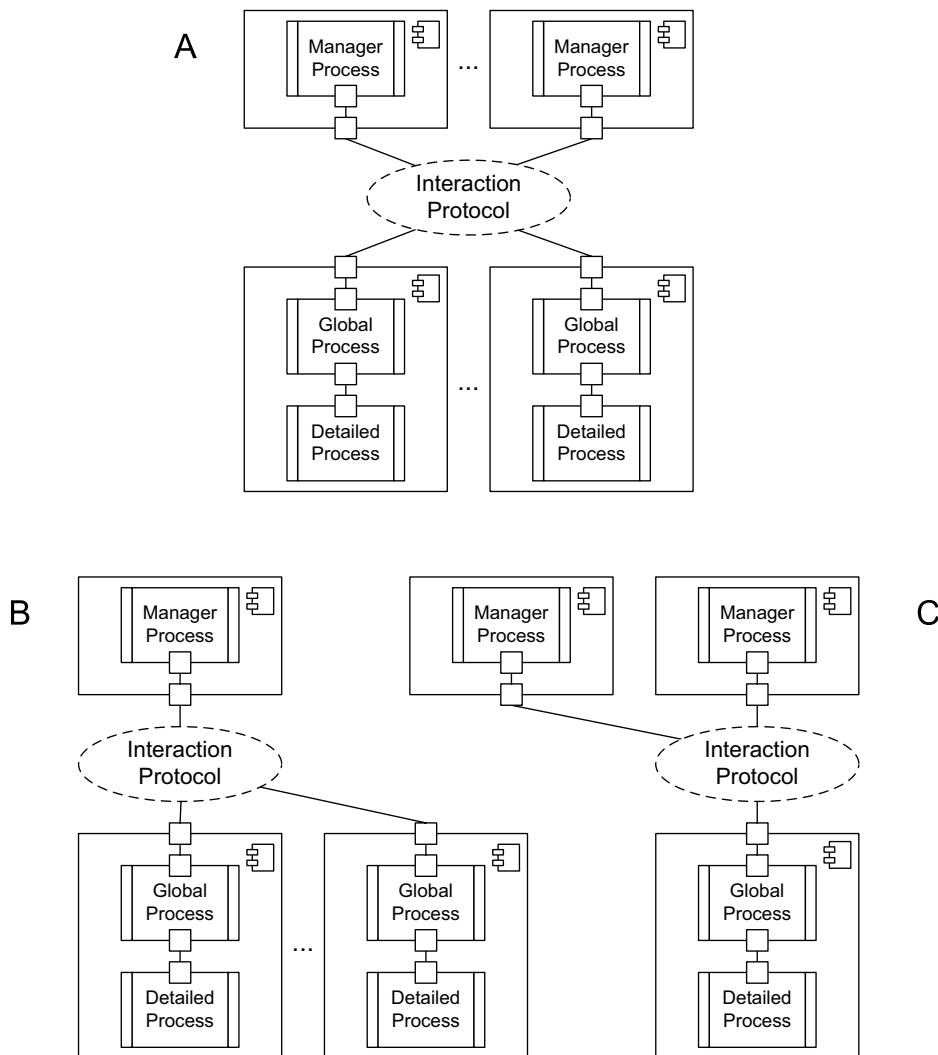 A
Manager
Process
...
Manager
Process
Interaction
Protocol
Global
Process
Detailed
Process
...
Global
Process
Detailed
Process
B
Manager
Process
Interaction
Protocol
Global
Process
Detailed
Process
...
Global
Process
Detailed
Process
C
Manager
Process
Manager
Process
Interaction
Protocol
Global
Process
Detailed
Process